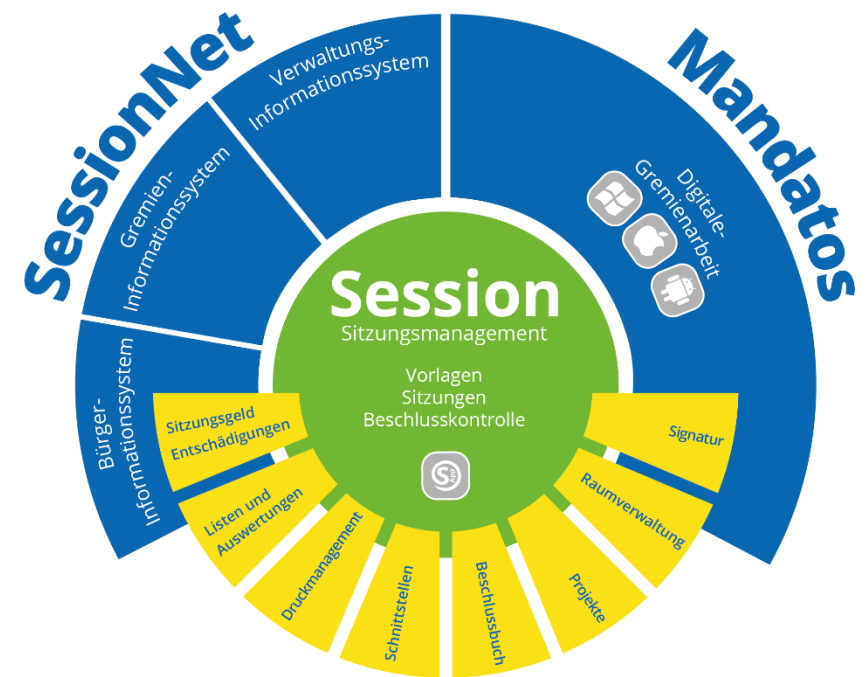 SessionNet
Mandatos
Verwaltungs-
Informationssystem
Gremien-
Informationssystem
Bürger-
Informationssystem
Digitale-
Gremienarbeit
Session
Sitzungsmanagement
Vorlagen
Sitzungen
Beschlusskontrolle
S App
Sitzungsgeld
Entschädigungen
Listen und
Auswertungen
Druckmanagement
Schnittstellen
Beschlussbuch
Projekte
Raumverwaltung
Signatur